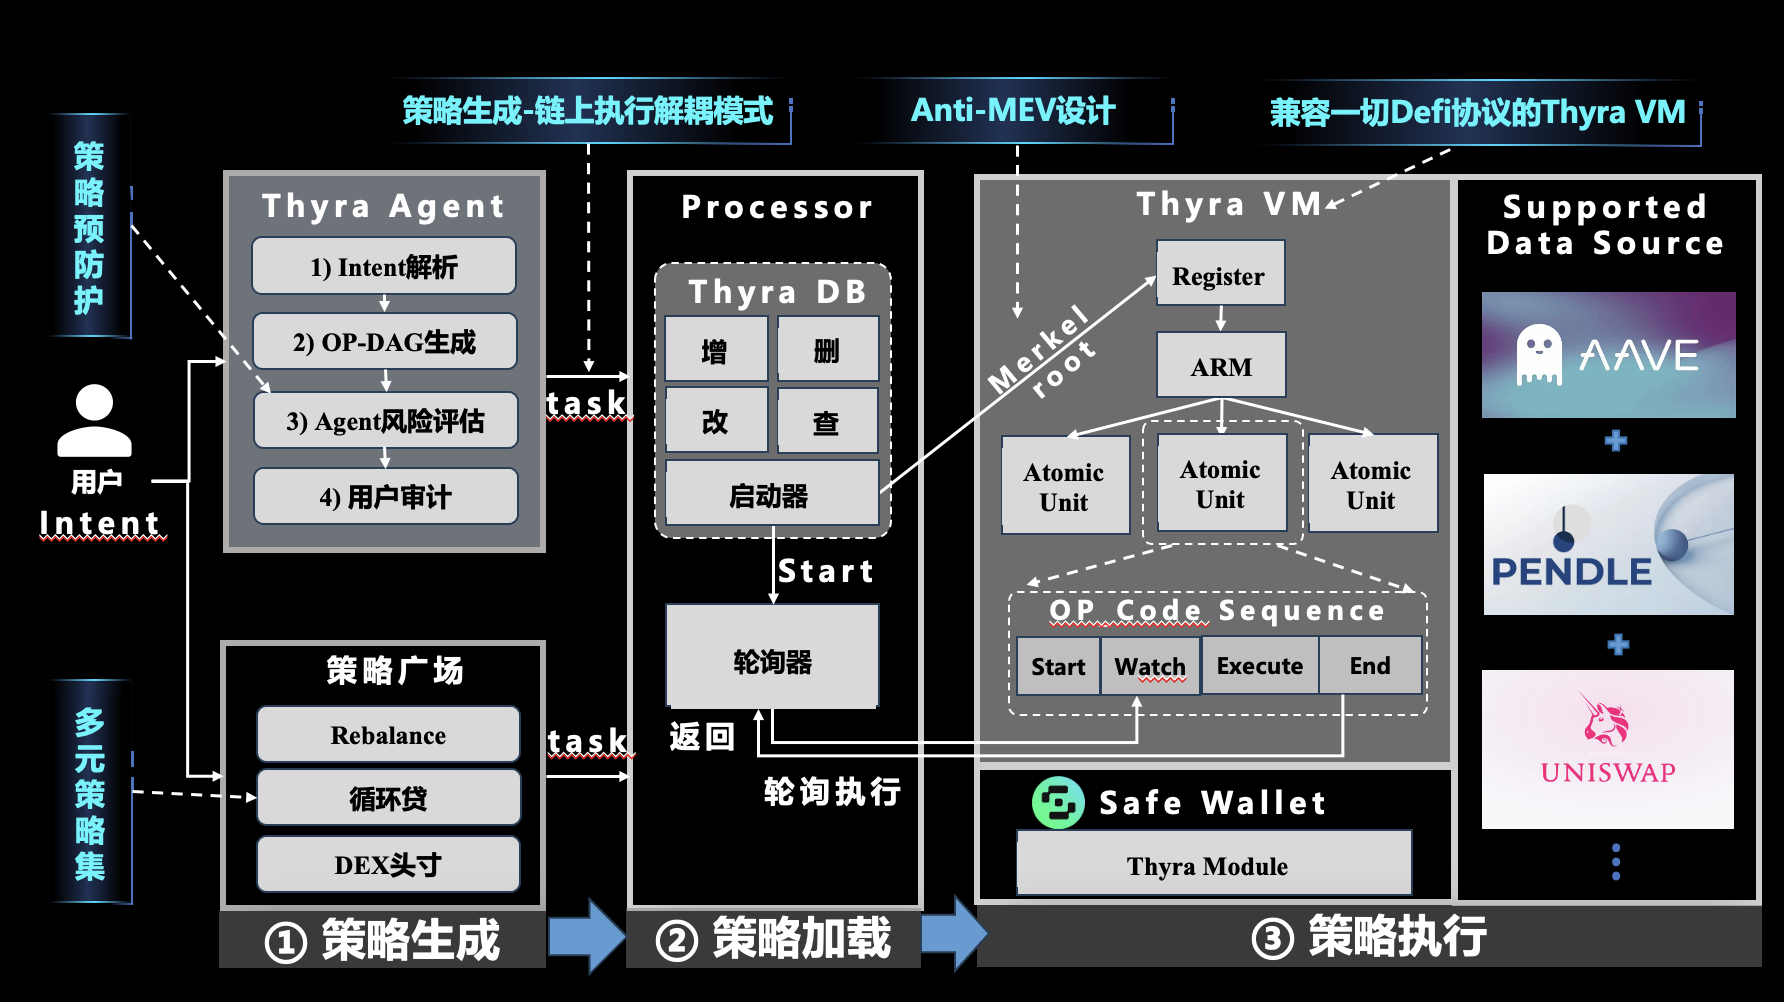 策略生成-链上执行解耦模式
Anti-MEV设计
兼容一切Defi协议的Thyra VM
策略预防护
用户
Intent
多元策略集
Thyra Agent
1) Intent解析
2) OP-DAG生成
3) Agent风险评估
4) 用户审计
task
策略广场
Rebalance
循环贷
DEX头寸
task
① 策略生成
Processor
Thyra DB
增
删
改
查
启动器
Start
轮询器
返回
轮询执行
② 策略加载
Merkel
root
Thyra VM
Register
ARM
Atomic
Unit
Atomic
Unit
Atomic
Unit
OP Code Sequence
Start
Watch
Execute
End
Safe Wallet
Thyra Module
Supported
Data Source
AAVE
PENDLE
UNISWAP
③ 策略执行